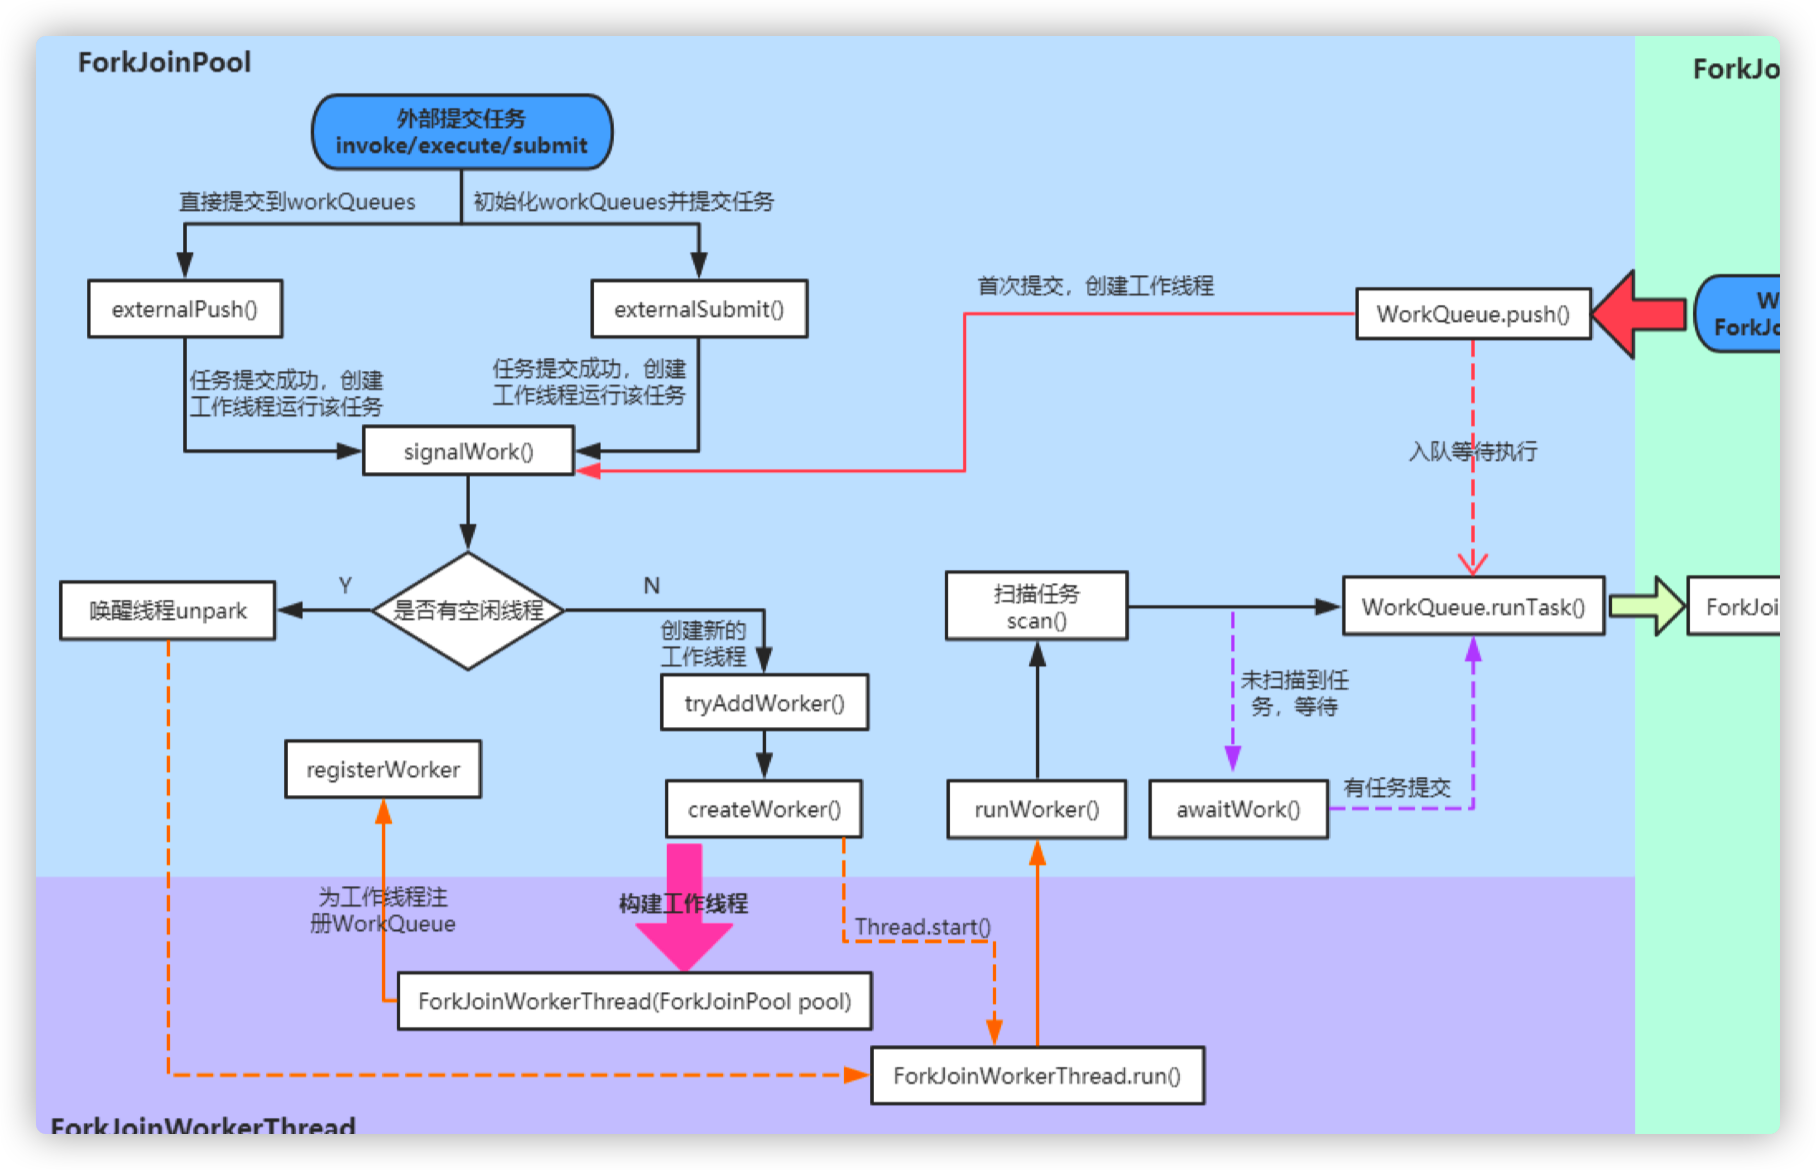 ForkJoinPool
ForkJo
外部提交任务
invoke/execute/submit
直接提交到workQueues
初始化workQueues并提交任务
externalPush()
externalSubmit()
首次提交，创建工作线程
WorkQueue.push()
W
ForkJo
任务提交成功，创建
工作线程运行该任务
任务提交成功，创建
工作线程运行该任务
signalWork()
入队等待执行
唤醒线程unpark
Y
是否有空闲线程
N
创建新的
工作线程
扫描任务
scan()
WorkQueue.runTask()
ForkJoi
tryAddWorker()
未扫描到任
务，等待
registerWorker
createWorker()
runWorker()
awaitWork()
有任务提交
为工作线程注
册WorkQueue
构建工作线程
Thread.start()
ForkJoinWorkerThread(ForkJoinPool pool)
ForkJoinWorkerThread.run()
ForkJoinWorkerThread